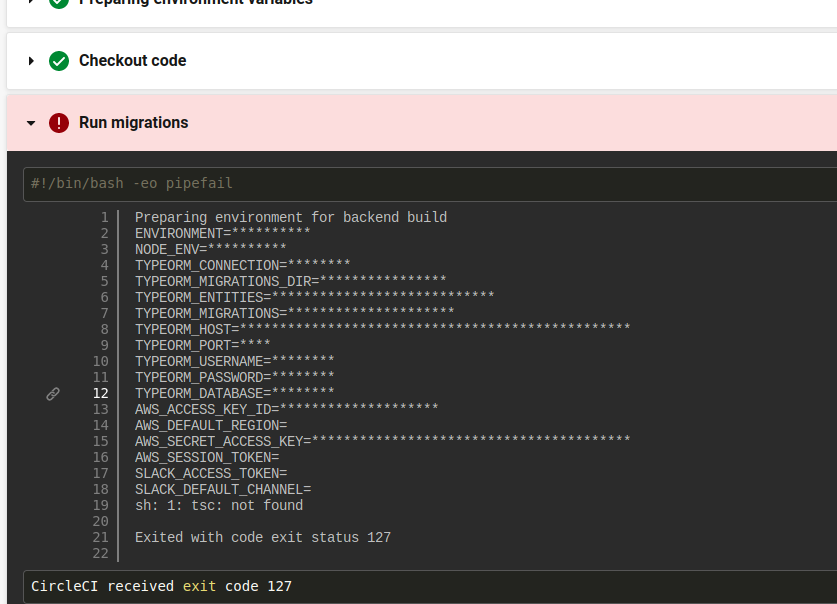 Preparing environment variables
Checkout code
Run migrations
#!/bin/bash -eo pipefail
1 Preparing environment for backend build
2 ENVIRONMENT=**********
3 NODE_ENV=**********
4 TYPEORM_CONNECTION=********
5 TYPEORM_MIGRATIONS_DIR=****************
6 TYPEORM_ENTITIES=****************************
7 TYPEORM_MIGRATIONS=*********************
8 TYPEORM_HOST=*************************************************
9 TYPEORM_PORT=****
10 TYPEORM_USERNAME=********
11 TYPEORM_PASSWORD=********
12 TYPEORM_DATABASE=********
13 AWS_ACCESS_KEY_ID=********************
14 AWS_DEFAULT_REGION=
15 AWS_SECRET_ACCESS_KEY=****************************************
16 AWS_SESSION_TOKEN=
17 SLACK_ACCESS_TOKEN=
18 SLACK_DEFAULT_CHANNEL=
19 sh: 1: tsc: not found
20
21 Exited with code exit status 127
22
CircleCI received exit code 127